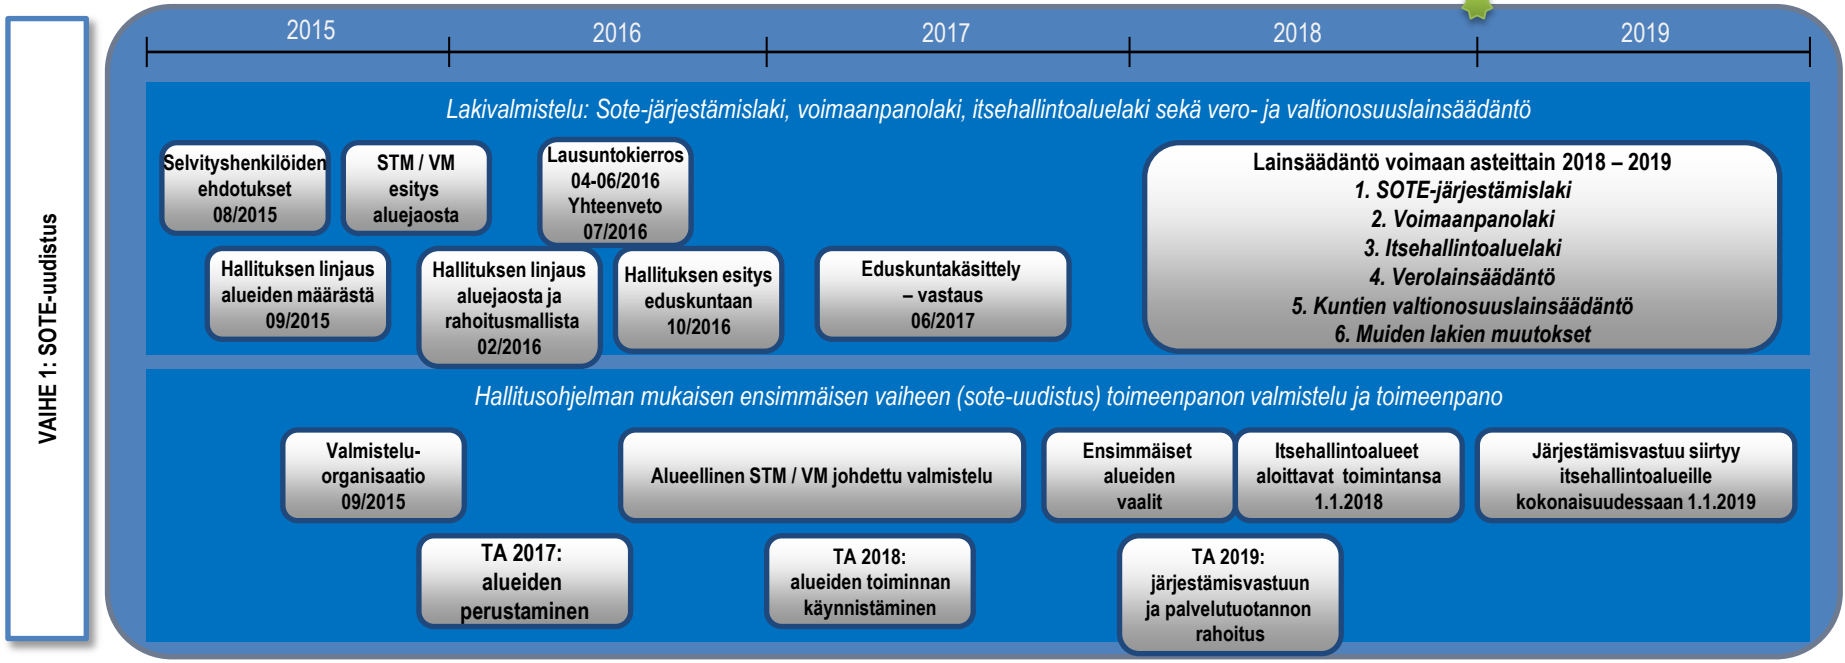 VAIHE 1: SOTE-uudistus
2015
2016
2017
2018
2019
Lakivalmistelu: Sote-järjestämislaki, voimaanpanolaki, itsehallintoaluelaki sekä vero- ja valtionosuuslainsäädäntö
Selvityshenkilöiden
ehdotukset
08/2015
STM / VM
esitys
aluejaosta
Lausuntokierros
04-06/2016
Yhteenveto
07/2016
Hallituksen linjaus
alueiden määrästä
09/2015
Hallituksen linjaus
aluejaosta ja
rahoitusmallista
02/2016
Hallituksen esitys
eduskuntaan
10/2016
Eduskuntakäsittely
– vastaus
06/2017
Lainsäädäntö voimaan asteittain 2018 – 2019
1. SOTE-järjestämislaki
2. Voimaanpanolaki
3. Itsehallintoaluelaki
4. Verolainsäädäntö
5. Kuntien valtionosuuslainsäädäntö
6. Muiden lakien muutokset
Hallitusohjelman mukaisen ensimmäisen vaiheen (sote-uudistus) toimeenpanon valmistelu ja toimeenpano
Valmistelu-
organisaatio
09/2015
Alueellinen STM / VM johdettu valmistelu
Ensimmäiset
alueiden
vaalit
Itsehallintoalueet
aloittavat toimintansa
1.1.2018
Järjestämisvastuu siirtyy
itsehallintoalueille
kokonaisuudessaan 1.1.2019
TA 2017:
alueiden
perustaminen
TA 2018:
alueiden toiminnan
käynnistäminen
TA 2019:
järjestämisvastuun
ja palvelutuotannon
rahoitus